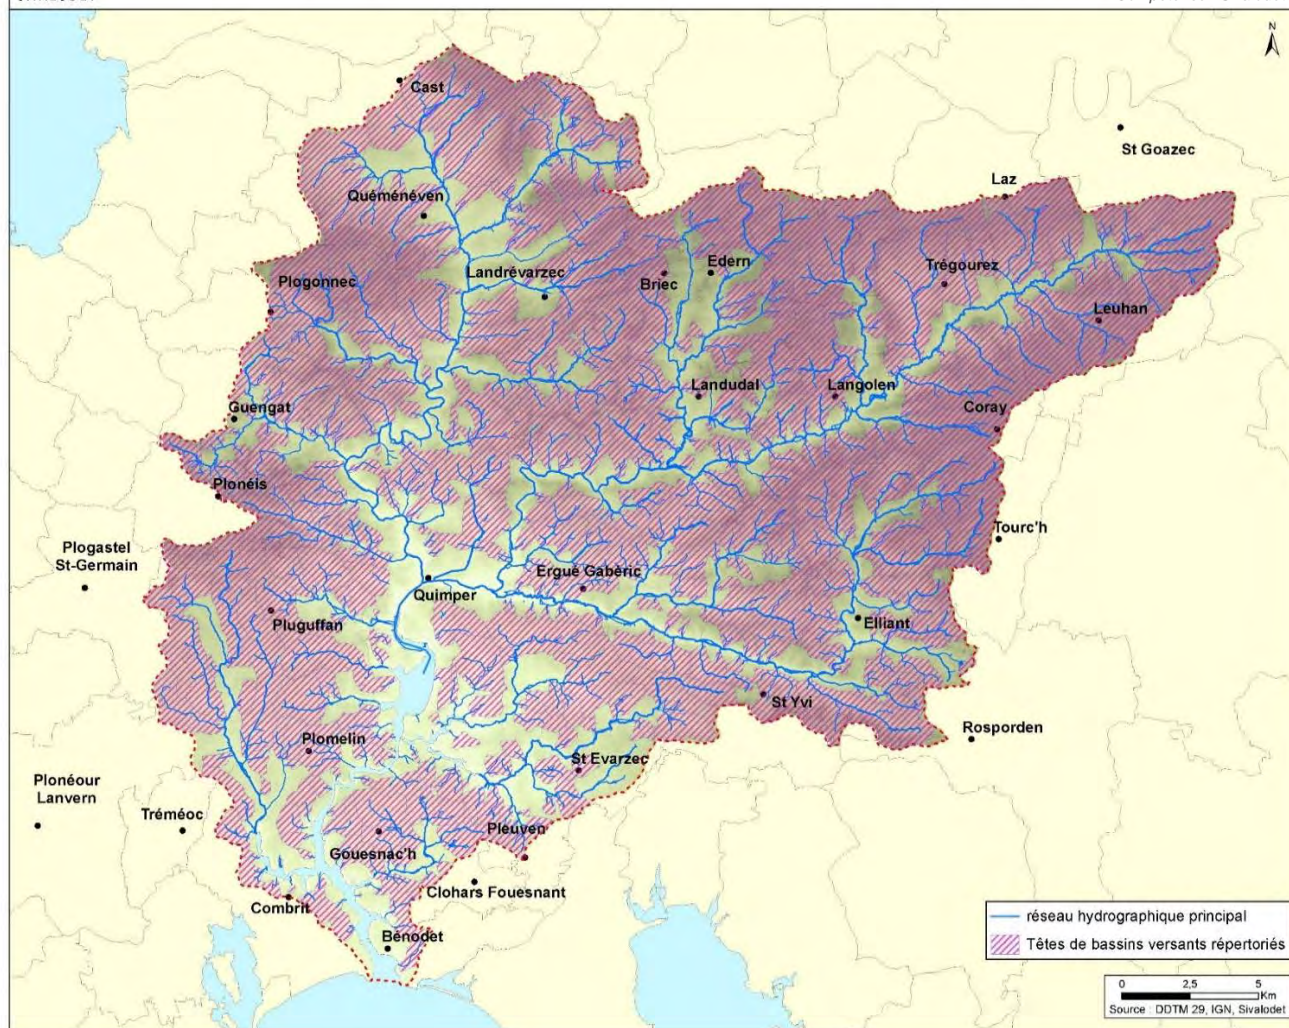 N
Cast
St Goazec
Laz
Quéménéven
Edern
Landrévarzec
Briec
Trégourez
Plogonnec
Leuhan
Landudal
Langolen
Guengat
Coray
Plonéis
Tourc'h
Plogastel
St-Germain
Ergué Gabéric
Quimper
Pluguffan
Elliant
St Yvi
Rosporden
Plomelin
St Evarzec
Plonéour
Lanvern
Tréméoc
Pleuven
Gouesnac'h
Clohars Fouesnant
Combrit
Bénodet
réseau hydrographique principal
Têtes de bassins versants répertoriés
0 2,5 5
Km
Source : DDTM 29, IGN, Sivalodet